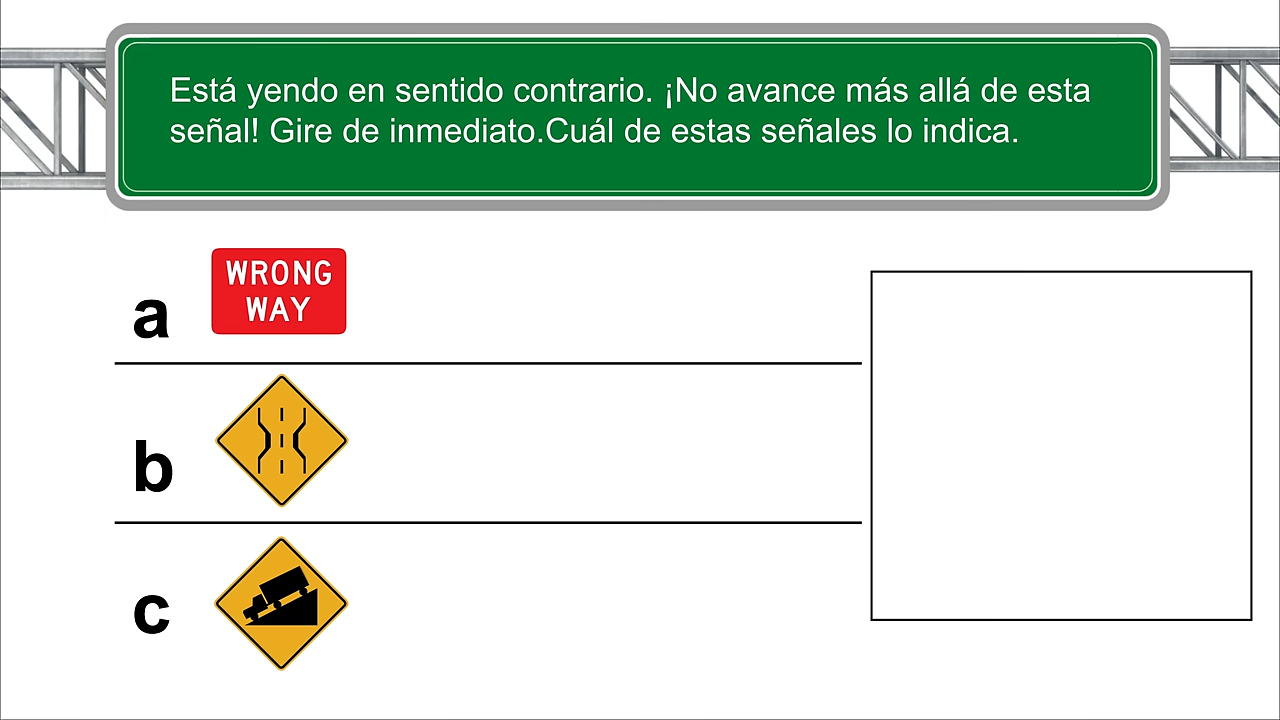 Está yendo en sentido contrario. ¡No avance más allá de esta
señal! Gire de inmediato.Cuál de estas señales lo indica.
a
WRONG
WAY
b
c